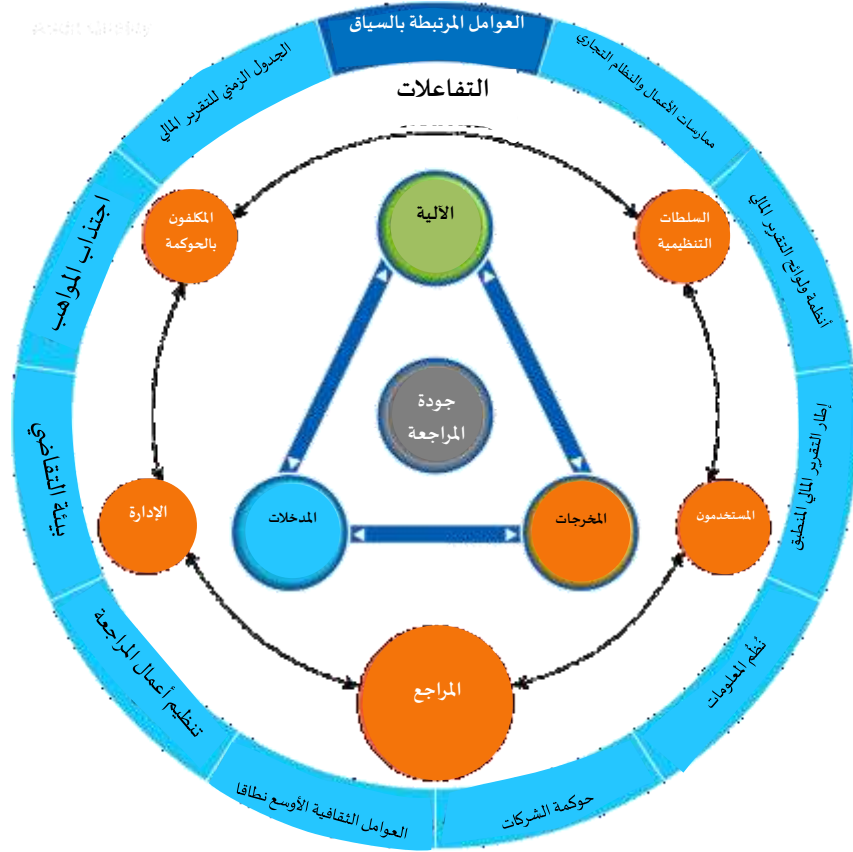 العوامل المرتبطة بالسياق
ممارسات الأعمال والنظام التجاري
أنظمة ولوائح التقرير المالي
إطار التقرير المالي المنطبق
نُظُم المعلومات
حوكمة الشركات
العوامل الثقافية الأوسع نطاقا
تنظيم أعمال المراجعة
بيئة التقاضي
اجتذاب المواهب
الجدول الزمني للتقرير المالي
التفاعلات
السلطات
التنظيمية
المستخدمون
المراجع
الإدارة
المكلفون
بالحوكمة
الآلية
المخرجات
المدخلات
جودة
المراجعة